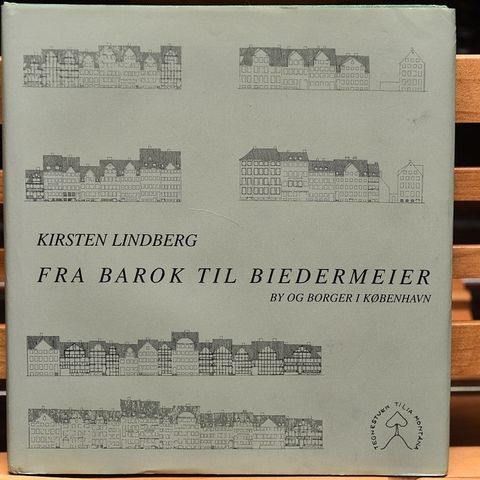 KIRSTEN LINDBERG
FRA BAROK TIL BIEDERMEIER
BY OG BORGER I KØBENHAVN
TEGNESTUEN TILIA MONTANA